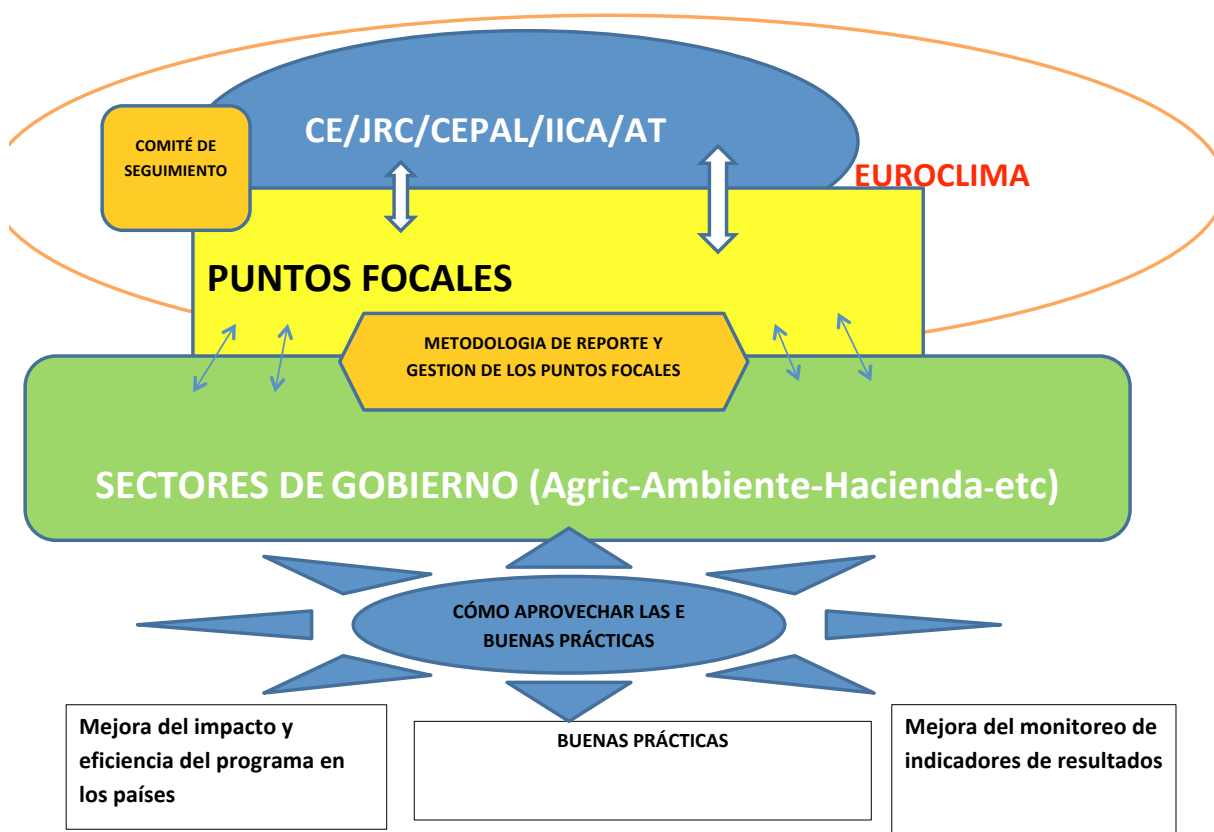 CE/JRC/CEPAL/IICA/AT
COMITÉ DE
SEGUIMIENTO
EUROCLIMA
PUNTOS FOCALES
METODOLOGIA DE REPORTE Y
GESTION DE LOS PUNTOS FOCALES
SECTORES DE GOBIERNO (Agric-Ambiente-Hacienda-etc)
CÓMO APROVECHAR LAS E
BUENAS PRÁCTICAS
Mejora del impacto y
eficiencia del programa en
los países
BUENAS PRÁCTICAS
Mejora del monitoreo de
indicadores de resultados